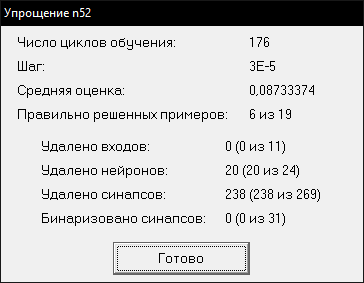 Упрощение n52
Число циклов обучения: 176
Шаг: 3E-5
Средняя оценка: 0,08733374
Правильно решенных примеров: 6 из 19
Удалено входов: 0 (0 из 11)
Удалено нейронов: 20 (20 из 24)
Удалено синапсов: 238 (238 из 269)
Бинаризовано синапсов: 0 (0 из 31)
Готово